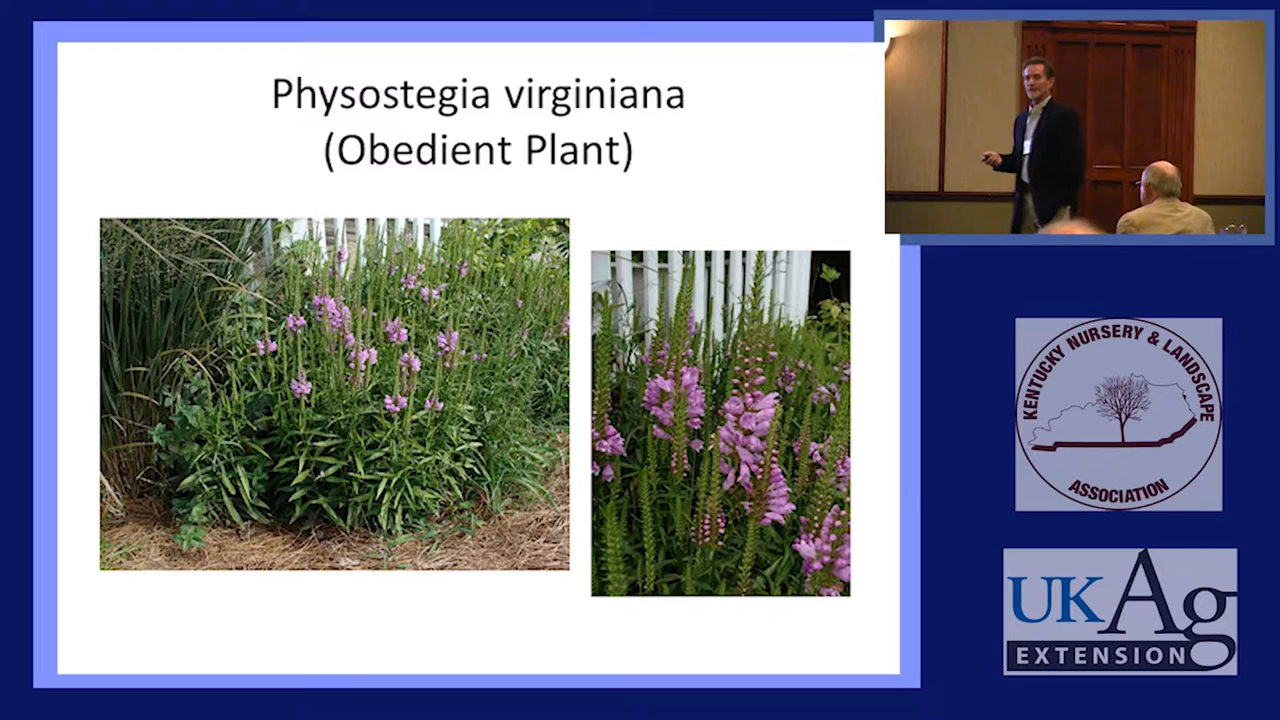 Physostegia virginiana
(Obedient Plant)
KENTUCKY NURSERY & LANDSCAPE
ASSOCIATION
UKAg
EXTENSION